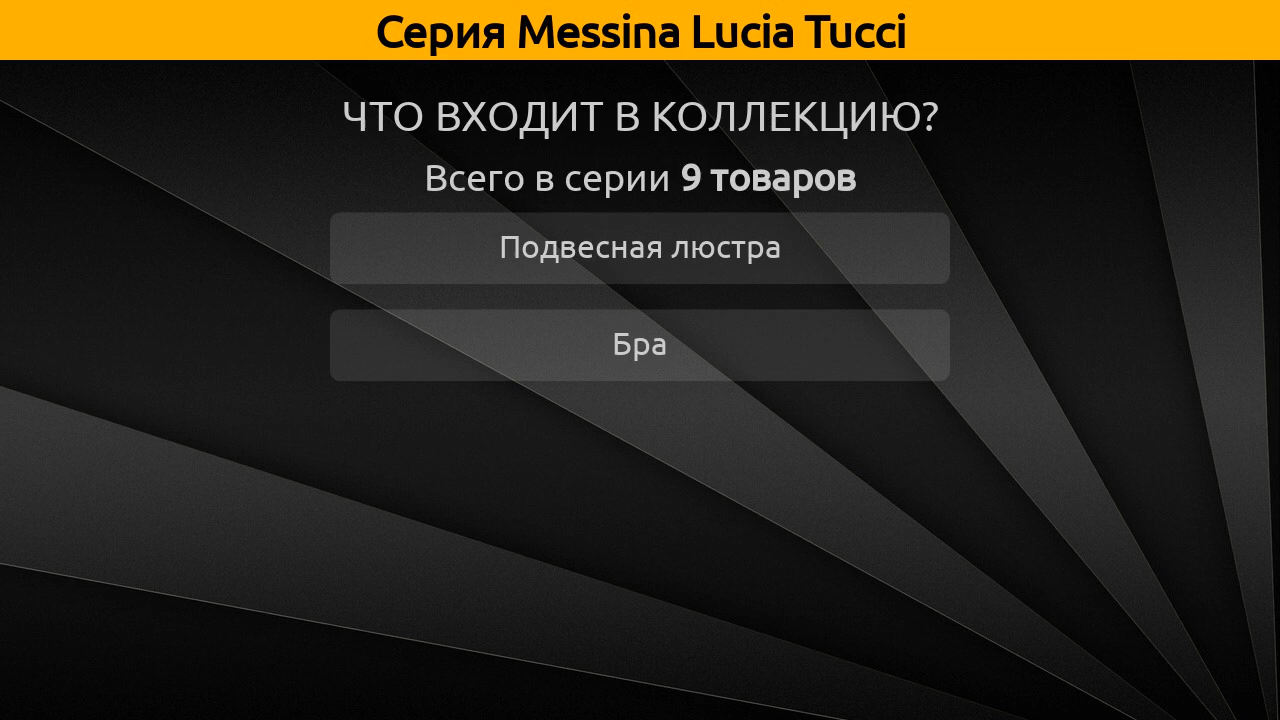 Серия Messina Lucia Tucci
ЧТО ВХОДИТ В КОЛЛЕКЦИЮ?
Всего в серии 9 товаров
Подвесная люстра
Бра